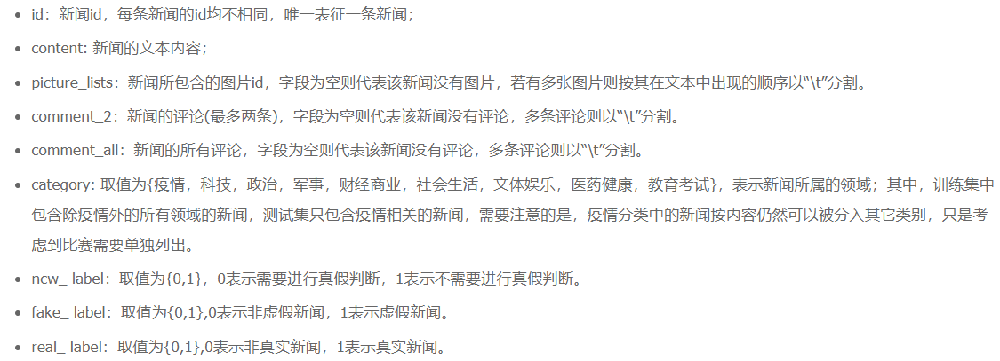 • id：新闻id，每条新闻的id均不相同，唯一表征一条新闻；
• content: 新闻的文本内容；
• picture_lists：新闻所包含的图片id，字段为空则代表该新闻没有图片，若有多张图片则按其在文本中出现的顺序以“\t”分割。
• comment_2：新闻的评论(最多两条)，字段为空则代表该新闻没有评论，多条评论则以“\t”分割。
• comment_all：新闻的所有评论，字段为空则代表该新闻没有评论，多条评论则以“\t”分割。
• category: 取值为{疫情，科技，政治，军事，财经商业，社会生活，文体娱乐，医药健康，教育考试}，表示新闻所属的领域；其中，训练集中
包含除疫情外的所有领域的新闻，测试集只包含疫情相关的新闻，需要注意的是，疫情分类中的新闻按内容仍然可以被分入其它类别，只是考
虑到比赛需要单独列出。
• ncw_ label：取值为{0,1}，0表示需要进行真假判断，1表示不需要进行真假判断。
• fake_ label：取值为{0,1},0表示非虚假新闻，1表示虚假新闻。
• real_ label：取值为{0,1},0表示非真实新闻，1表示真实新闻。